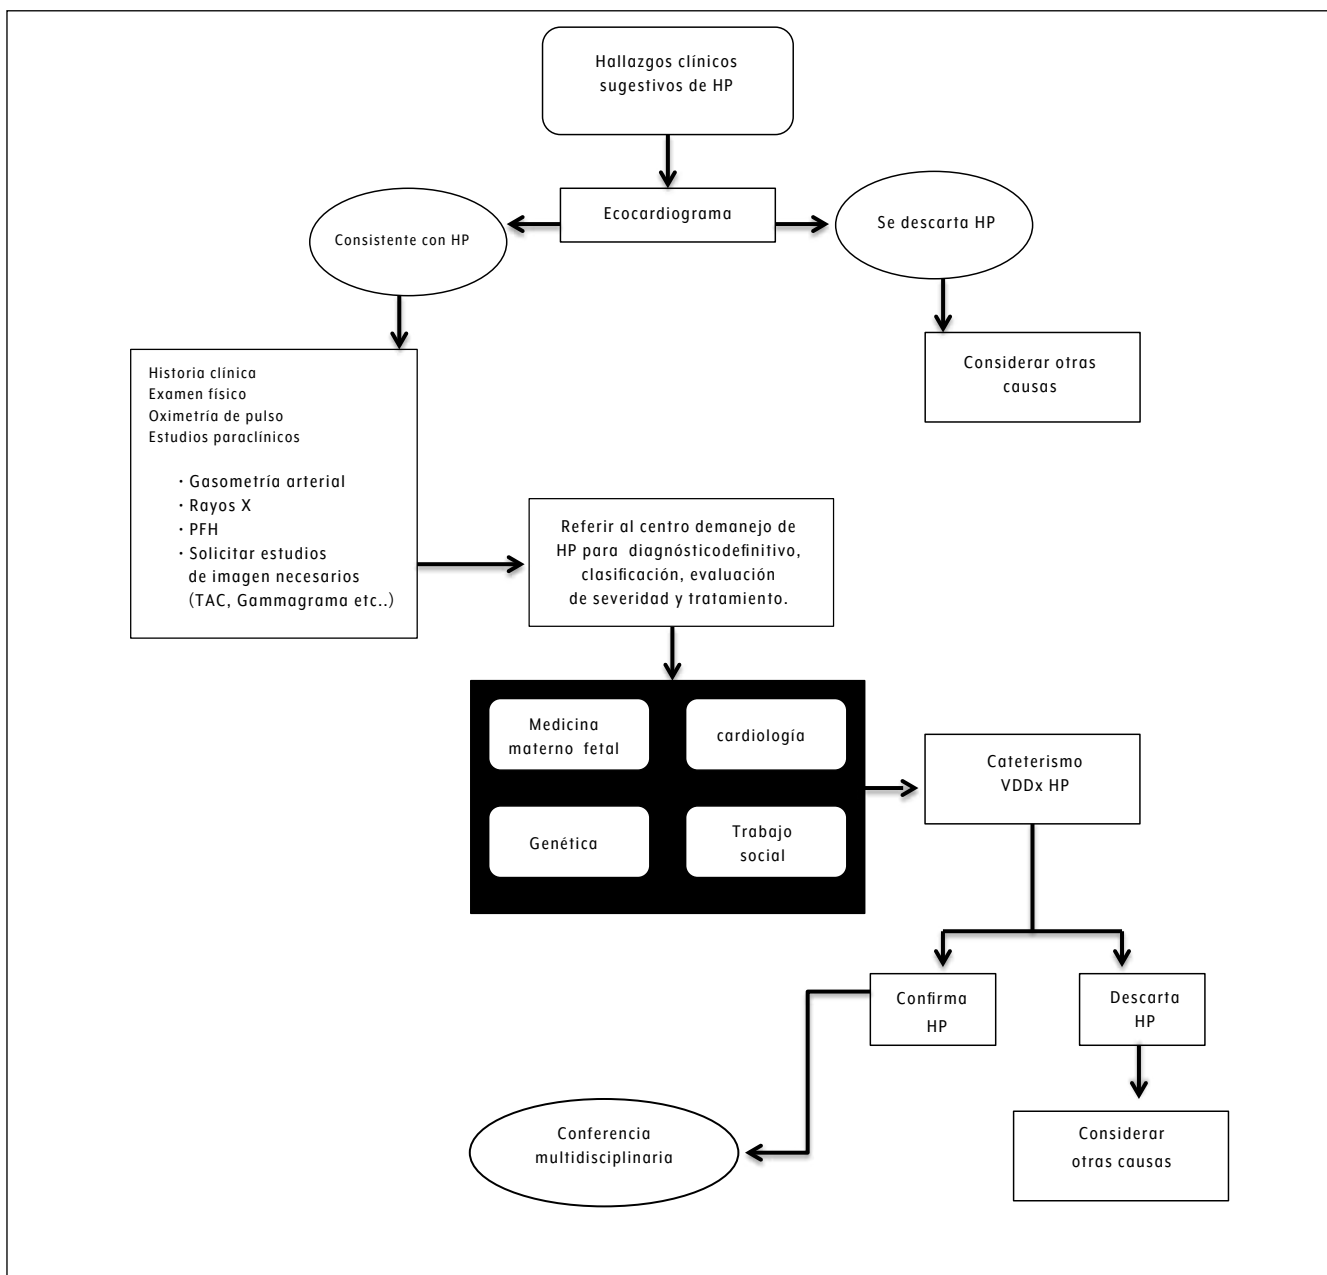 Hallazgos clínicos
sugestivos de HP
Ecocardiograma
Consistente con HP
Se descarta HP
Considerar otras
causas
Historia clínica
Examen físico
Oximetría de pulso
Estudios paraclínicos
· Gasometría arterial
· Rayos X
· PFH
· Solicitar estudios
de imagen necesarios
(TAC, Gammagrama etc..)
Referir al centro demanejo de
HP para diagnósticodefinitivo,
clasificación, evaluación
de severidad y tratamiento.
Medicina
materno fetal
cardiología
Genética
Trabajo
social
Cateterismo
VDDx HP
Confirma
HP
Descarta
HP
Conferencia
multidisciplinaria
Considerar
otras causas